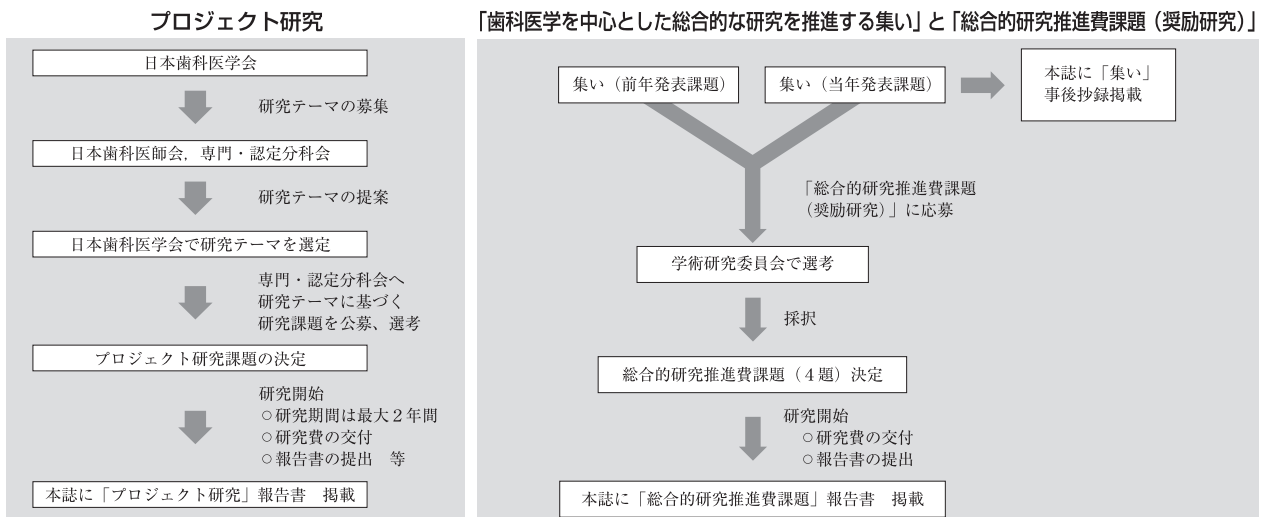 プロジェクト研究
日本歯科医学会
研究テーマの募集
日本歯科医師会,専門・認定分科会
研究テーマの提案
日本歯科医学会で研究テーマを選定
専門・認定分科会へ
研究テーマに基づく
研究課題を公募、選考
プロジェクト研究課題の決定
研究開始
○研究期間は最大2年間
○研究費の交付
○報告書の提出 等
本誌に「プロジェクト研究」報告書 掲載
「歯科医学を中心とした総合的な研究を推進する集い」と「総合的研究推進費課題(奨励研究)」
集い(前年発表課題)
集い(当年発表課題)
本誌に「集い」
事後抄録掲載
「総合的研究推進費課題
(奨励研究)」に応募
学術研究委員会で選考
採択
総合的研究推進費課題(4題)決定
研究開始
○研究費の交付
○報告書の提出
本誌に「総合的研究推進費課題」報告書 掲載